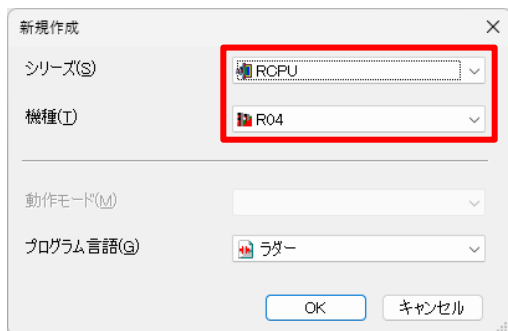 新規作成
シリーズ(S)
RCPU
機種(T)
R04
動作モード(M)
プログラム言語(G)
ラダー
OK
キャンセル